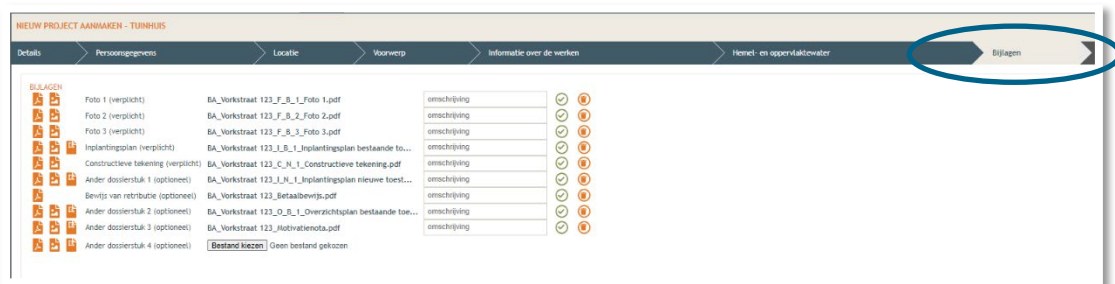 NIEUW PROJECT AANMAKEN - TUINHUIS
Details Persoonsgegevens Locatie Voorwerp Informatie over de werken Hemel- en oppervlaktewater Bijlagen
BIJLAGEN
Foto 1 (verplicht) BA_Vorkstraat 123_F_B_1_Foto 1.pdf omschrijving
Foto 2 (verplicht) BA_Vorkstraat 123_F_B_2_Foto 2.pdf omschrijving
Foto 3 (verplicht) BA_Vorkstraat 123_F_B_3_Foto 3.pdf omschrijving
Inplantingsplan (verplicht) BA_Vorkstraat 123_I_B_1_Inplantingsplan bestaande to... omschrijving
Constructieve tekening (verplicht) BA_Vorkstraat 123_C_N_1_Constructieve tekening.pdf omschrijving
Ander dossierstuk 1 (optioneel) BA_Vorkstraat 123_I_N_1_Inplantingsplan nieuwe toest... omschrijving
Bewijs van retributie (optioneel) BA_Vorkstraat 123_Betaalbewijs.pdf omschrijving
Ander dossierstuk 2 (optioneel) BA_Vorkstraat 123_O_B_1_Overzichtsplan bestaande toe... omschrijving
Ander dossierstuk 3 (optioneel) BA_Vorkstraat 123_Motivatienota.pdf omschrijving
Ander dossierstuk 4 (optioneel) Bestand kiezen Geen bestand gekozen